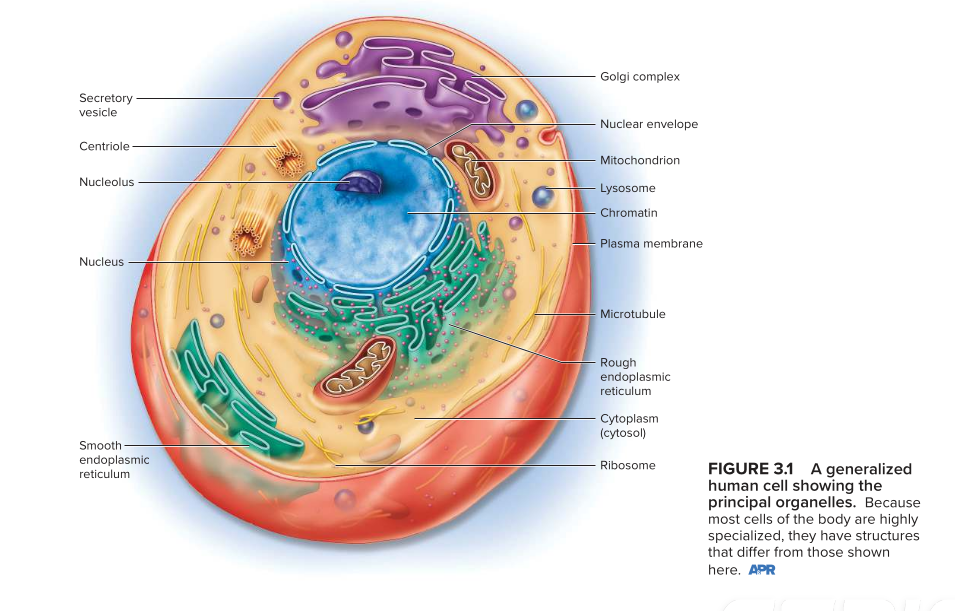 Secretory
vesicle
Centriole
Nucleolus
Nucleus
Smooth
endoplasmic
reticulum
Golgi complex
Nuclear envelope
Mitochondrion
Lysosome
Chromatin
Plasma membrane
Microtubule
Rough
endoplasmic
reticulum
Cytoplasm
(cytosol)
Ribosome
FIGURE 3.1 A generalized
human cell showing the
principal organelles. Because
most cells of the body are highly
specialized, they have structures
that differ from those shown
here. APR